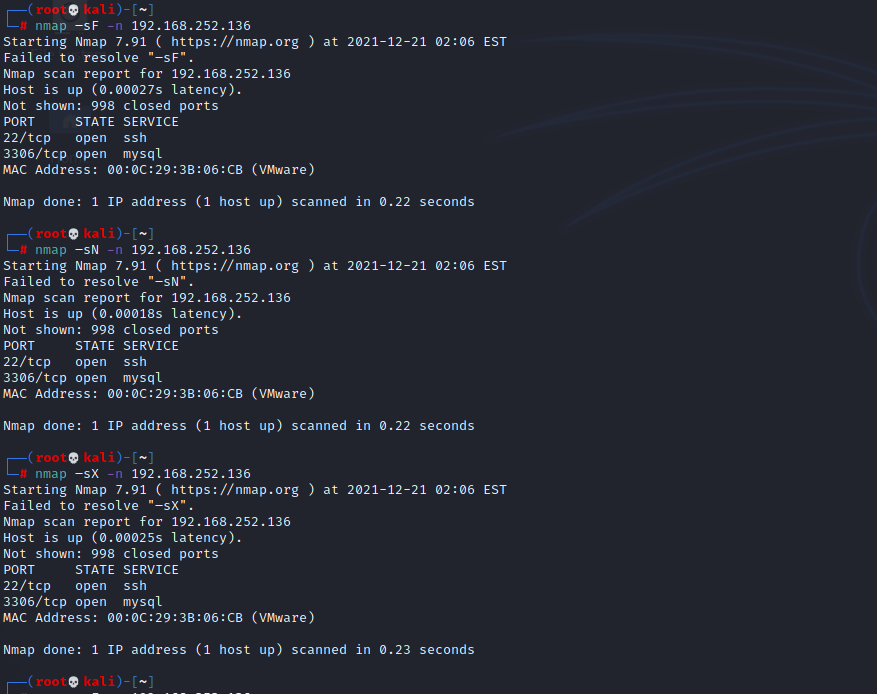 ┌──(root💀kali)-[~]
└─# nmap –sF -n 192.168.252.136
Starting Nmap 7.91 ( https://nmap.org ) at 2021-12-21 02:06 EST
Failed to resolve "–sF".
Nmap scan report for 192.168.252.136
Host is up (0.00027s latency).
Not shown: 998 closed ports
PORT     STATE SERVICE
22/tcp   open  ssh
3306/tcp open  mysql
MAC Address: 00:0C:29:3B:06:CB (VMware)

Nmap done: 1 IP address (1 host up) scanned in 0.22 seconds

┌──(root💀kali)-[~]
└─# nmap –sN -n 192.168.252.136
Starting Nmap 7.91 ( https://nmap.org ) at 2021-12-21 02:06 EST
Failed to resolve "–sN".
Nmap scan report for 192.168.252.136
Host is up (0.00018s latency).
Not shown: 998 closed ports
PORT     STATE SERVICE
22/tcp   open  ssh
3306/tcp open  mysql
MAC Address: 00:0C:29:3B:06:CB (VMware)

Nmap done: 1 IP address (1 host up) scanned in 0.22 seconds

┌──(root💀kali)-[~]
└─# nmap –sX -n 192.168.252.136
Starting Nmap 7.91 ( https://nmap.org ) at 2021-12-21 02:06 EST
Failed to resolve "–sX".
Nmap scan report for 192.168.252.136
Host is up (0.00025s latency).
Not shown: 998 closed ports
PORT     STATE SERVICE
22/tcp   open  ssh
3306/tcp open  mysql
MAC Address: 00:0C:29:3B:06:CB (VMware)

Nmap done: 1 IP address (1 host up) scanned in 0.23 seconds

┌──(root💀kali)-[~]